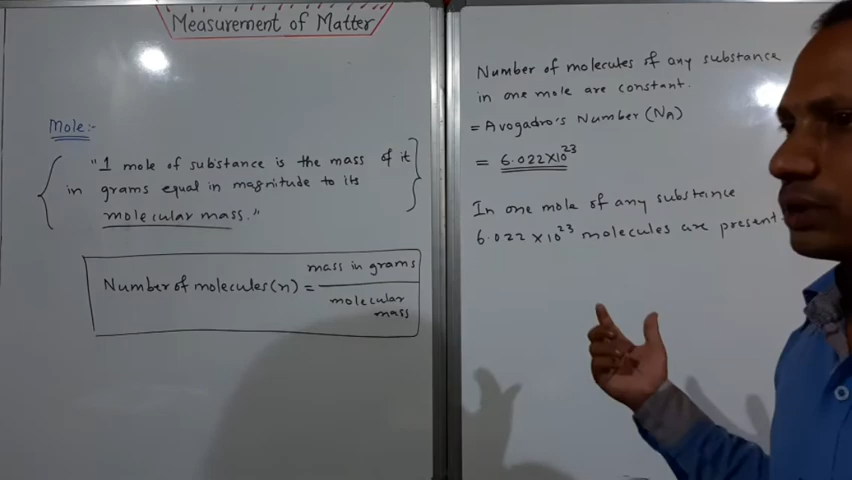 Measurement of Matter
Mole:-
"1 mole of substance is the mass of it
in grams equal in magnitude to its
molecular mass."
Number of molecules (n) = mass in grams
molecular
mass
Number of molecules of any substance
in one mole are constant.
= Avogadro's Number (NA)
= 6.022×10²³
In one mole of any substance
6.022 ×10²³ molecules are present.